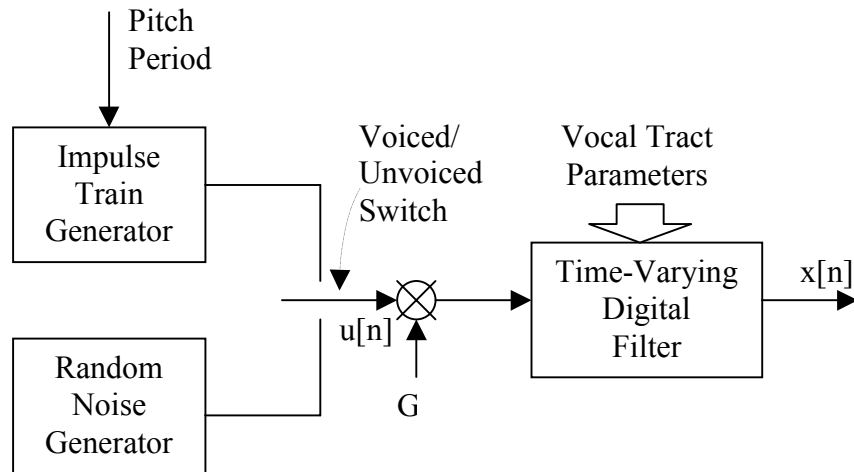 Pitch
Period
Impulse
Train
Generator
Voiced/
Unvoiced
Switch
Vocal Tract
Parameters
Time-Varying
Digital
Filter
x[n]
u[n]
G
Random
Noise
Generator